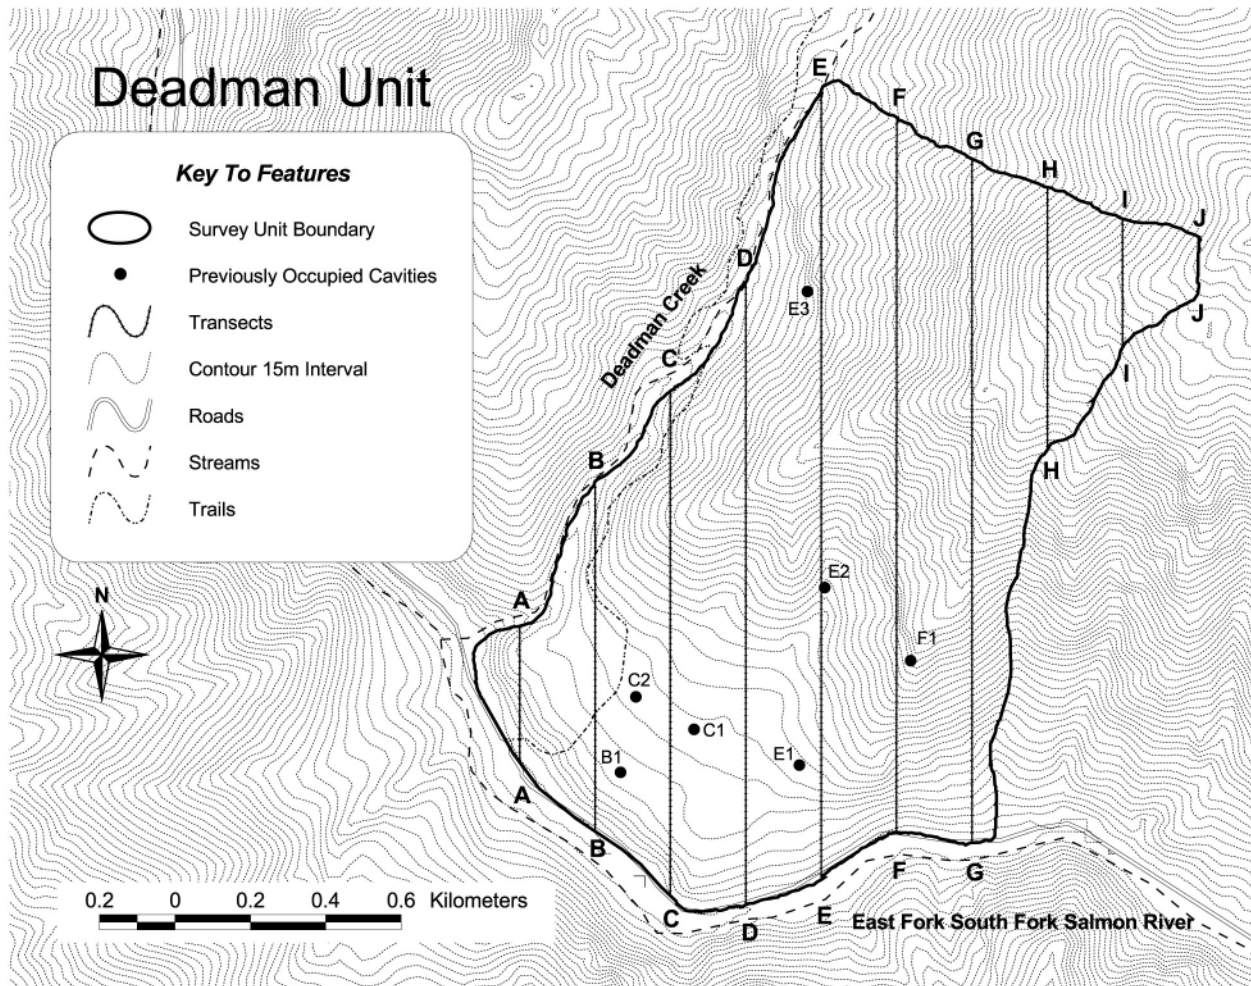 Deadman Unit
Key To Features
Survey Unit Boundary
Previously Occupied Cavities
Transects
Contour 15m Interval
Roads
Streams
Trails
E
F
G
H
I
J
D
Deadman Creek
C
E3
J
I
B
H
E2
N
A
F1
C2
C1
E1
B1
A
B
F
G
0.2 0 0.2 0.4 0.6 Kilometers
C
D
E
East Fork South Fork Salmon River